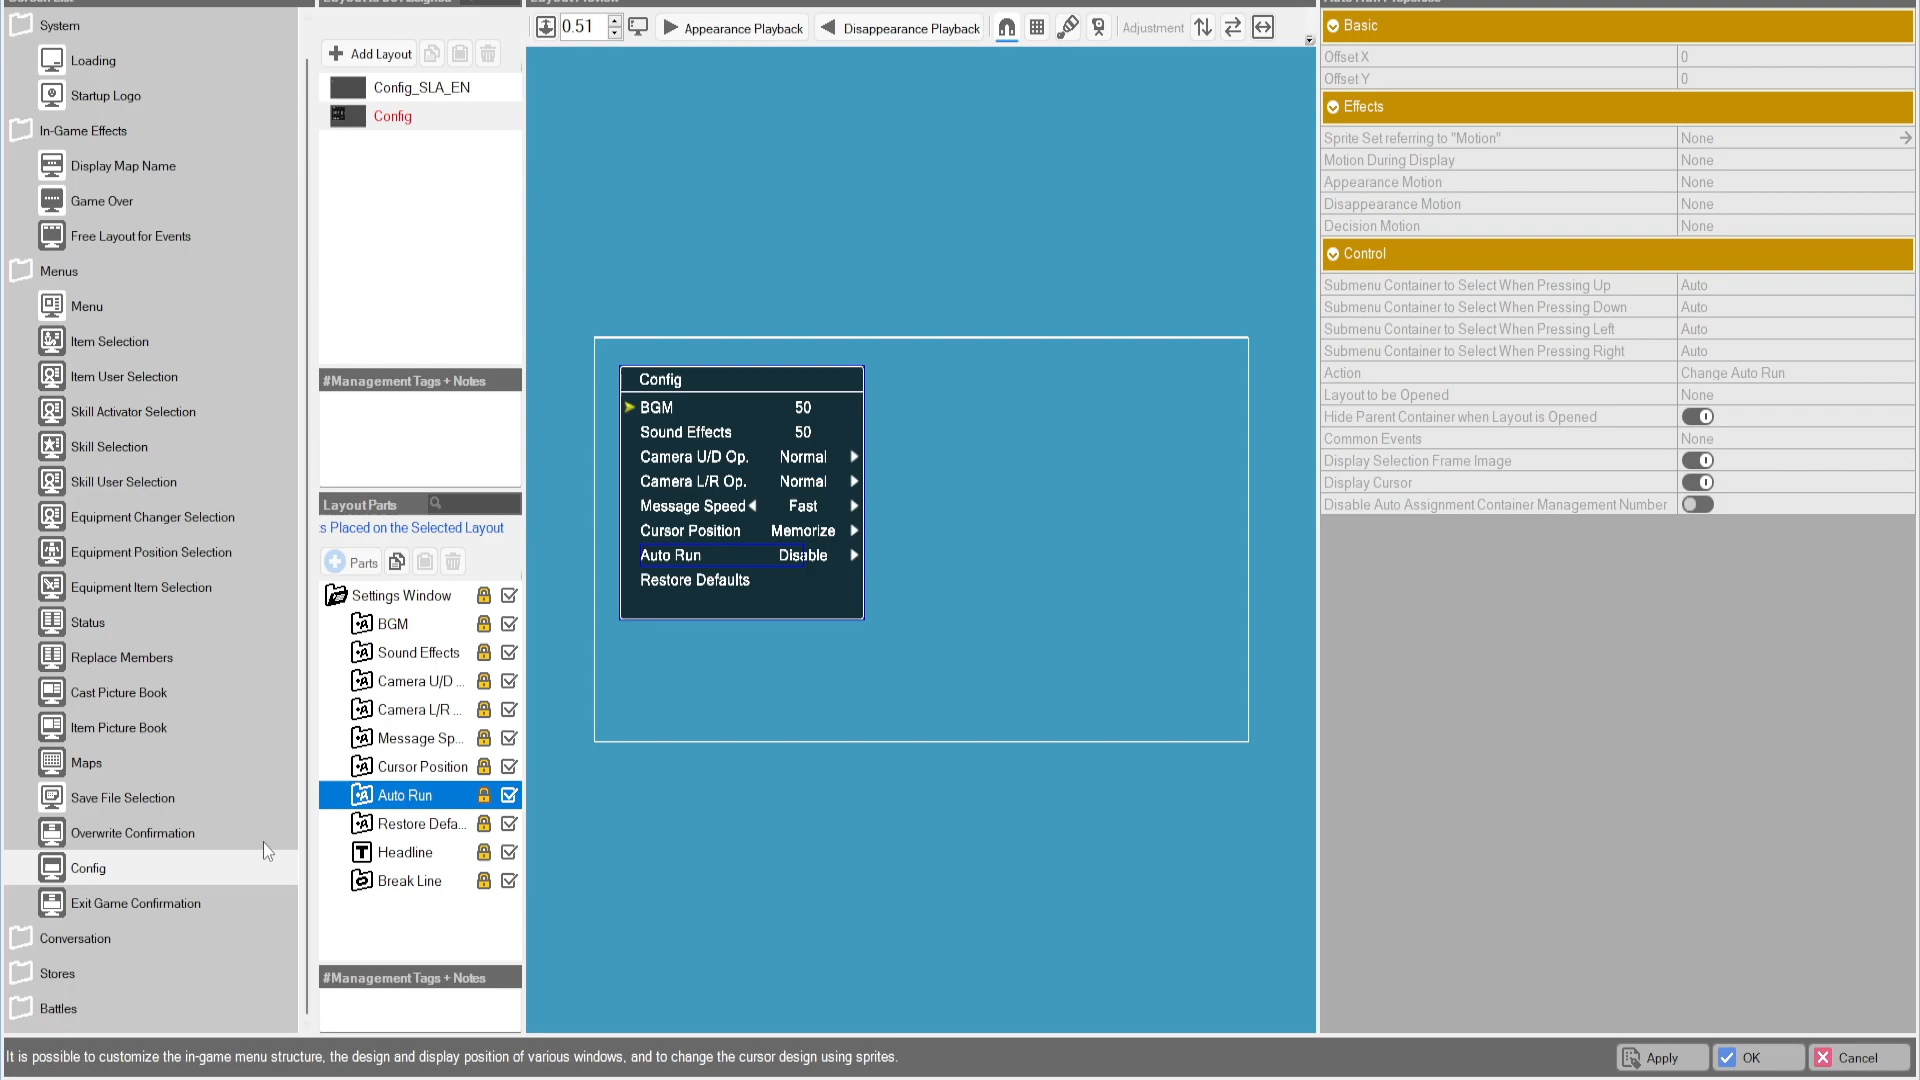 System
Loading
Startup Logo
In-Game Effects
Display Map Name
Game Over
Free Layout for Events
Menus
Menu
Item Selection
Item User Selection
Skill Activator Selection
Skill Selection
Skill User Selection
Equipment Changer Selection
Equipment Position Selection
Equipment Item Selection
Status
Replace Members
Cast Picture Book
Item Picture Book
Maps
Save File Selection
Overwrite Confirmation
Config
Exit Game Confirmation
Conversation
Stores
Battles
Add Layout
Config_SLA_EN
Config
#Management Tags + Notes
Layout Parts
s Placed on the Selected Layout
Parts
Settings Window
BGM
Sound Effects
Camera U/D ...
Camera L/R ...
Message Sp...
Cursor Position
Auto Run
Restore Defa...
Headline
Break Line
#Management Tags + Notes
0.51 Appearance Playback Disappearance Playback Adjustment
Config
BGM 50
Sound Effects 50
Camera U/D Op. Normal
Camera L/R Op. Normal
Message Speed Fast
Cursor Position Memorize
Auto Run Disable
Restore Defaults
Basic
Offset X 0
Offset Y 0
Effects
Sprite Set referring to "Motion" None
Motion During Display None
Appearance Motion None
Disappearance Motion None
Decision Motion None
Control
Submenu Container to Select When Pressing Up Auto
Submenu Container to Select When Pressing Down Auto
Submenu Container to Select When Pressing Left Auto
Submenu Container to Select When Pressing Right Auto
Action Change Auto Run
Layout to be Opened None
Hide Parent Container when Layout is Opened
Common Events None
Display Selection Frame Image
Display Cursor
Disable Auto Assignment Container Management Number
It is possible to customize the in-game menu structure, the design and display position of various windows, and to change the cursor design using sprites.
Apply OK Cancel